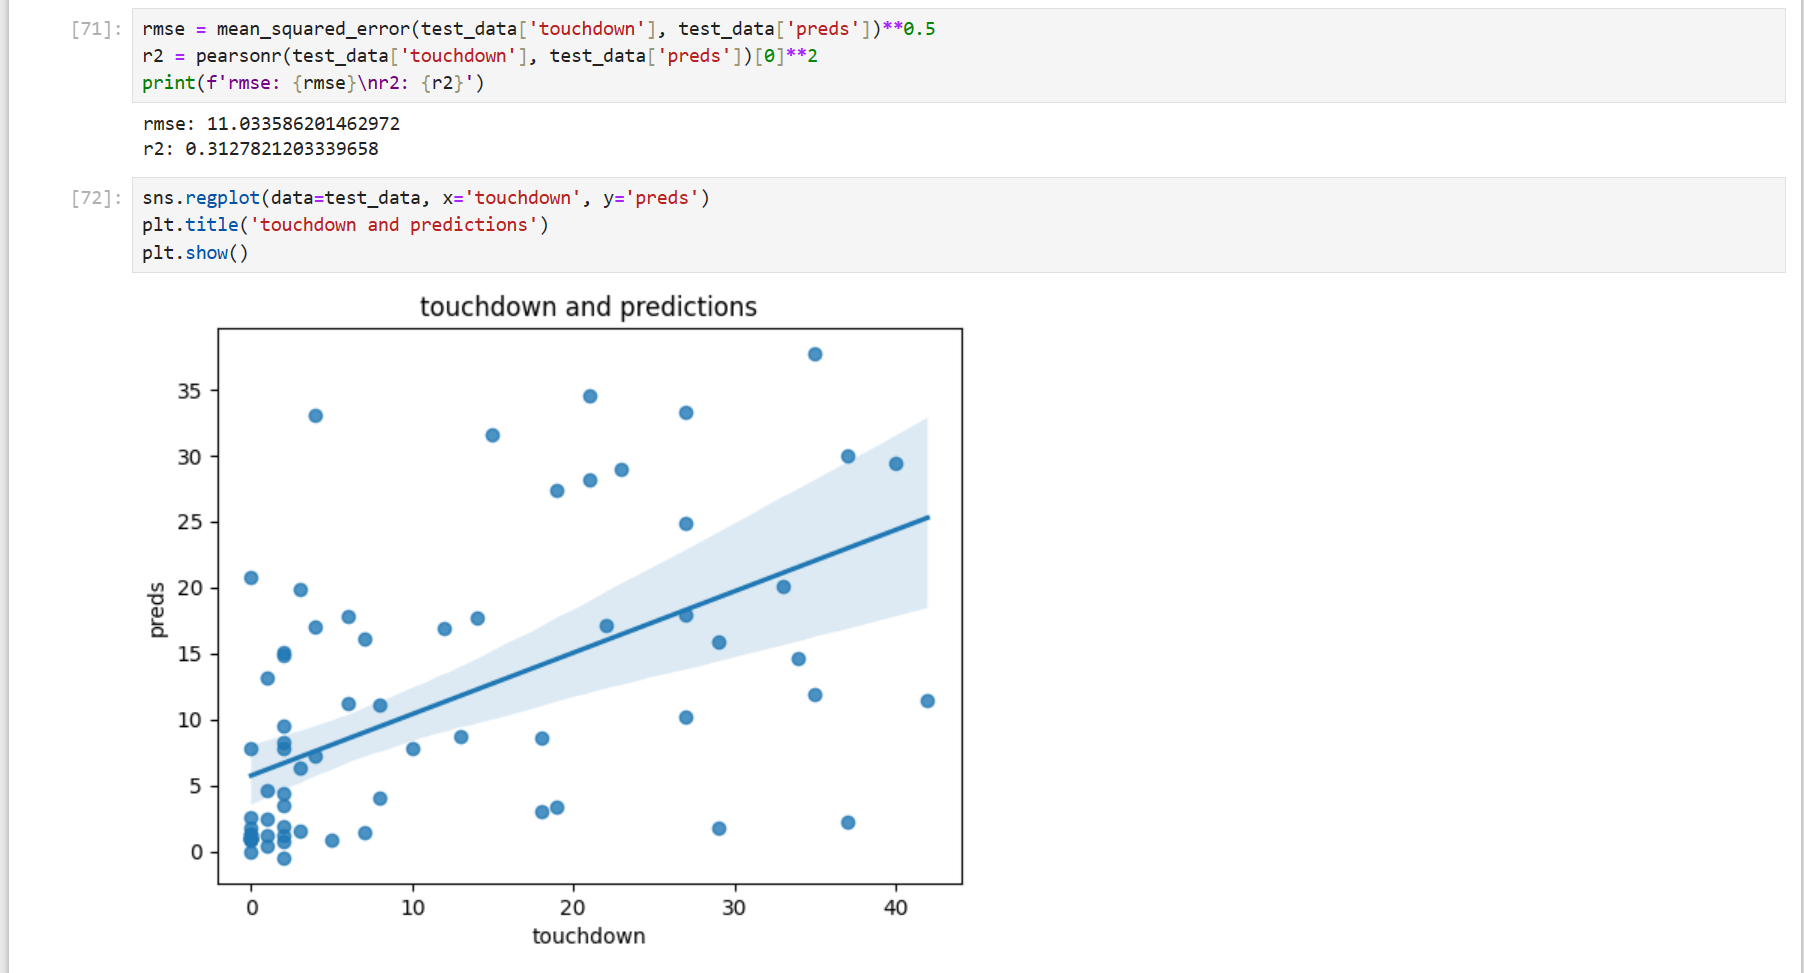 [71]: rmse = mean_squared_error(test_data['touchdown'], test_data['preds'])**0.5
r2 = pearsonr(test_data['touchdown'], test_data['preds'])[0]**2
print(f'rmse: {rmse}\nr2: {r2}')
rmse: 11.033586201462972
r2: 0.3127821203339658
[72]: sns.regplot(data=test_data, x='touchdown', y='preds')
plt.title('touchdown and predictions')
plt.show()
touchdown and predictions
35
30
25
20
preds
15
10
5
0
0 10 20 30 40
touchdown